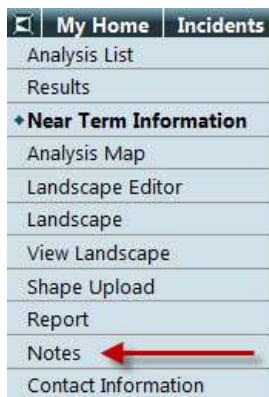 My Home Incidents
Analysis List
Results
Near Term Information
Analysis Map
Landscape Editor
Landscape
View Landscape
Shape Upload
Report
Notes
Contact Information